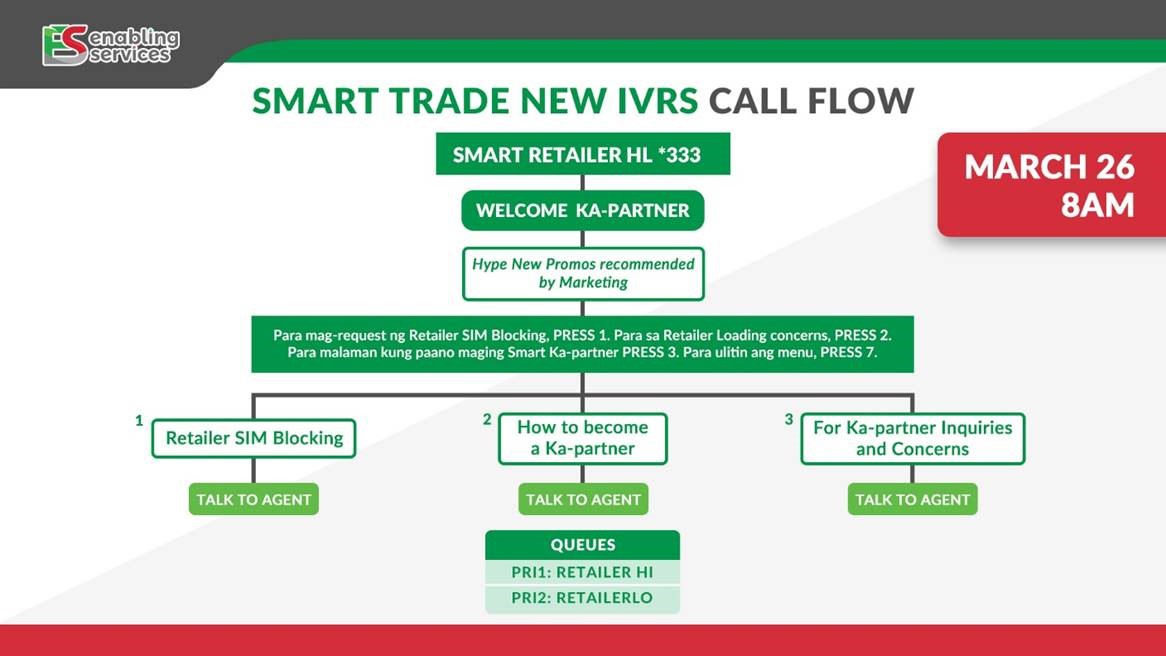 enabling
services
SMART TRADE NEW IVRS CALL FLOW
MARCH 26
8AM
SMART RETAILER HL *333
WELCOME KA-PARTNER
Hype New Promos recommended
by Marketing
Para mag-request ng Retailer SIM Blocking, PRESS 1. Para sa Retailer Loading concerns, PRESS 2.
Para malaman kung paano maging Smart Ka-partner PRESS 3. Para ulitin ang menu, PRESS 7.
1
Retailer SIM Blocking
TALK TO AGENT
2
How to become
a Ka-partner
TALK TO AGENT
3
For Ka-partner Inquiries
and Concerns
TALK TO AGENT
QUEUES
PRI1: RETAILER HI
PRI2: RETAILERLO